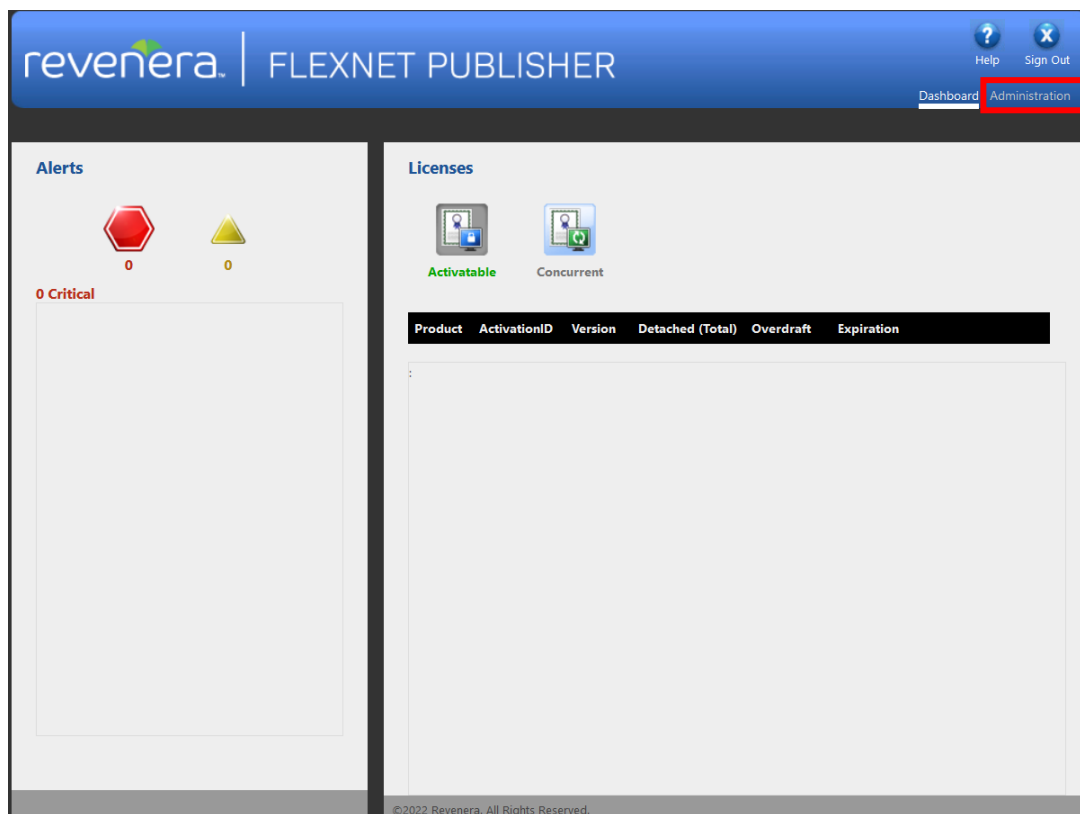 revenera™ FLEXNET PUBLISHER
Help Sign Out
Dashboard Administration
Alerts
0 0
0 Critical
Licenses
Activatable Concurrent
Product ActivationID Version Detached (Total) Overdraft Expiration
:
©2022 Revenera. All Rights Reserved.